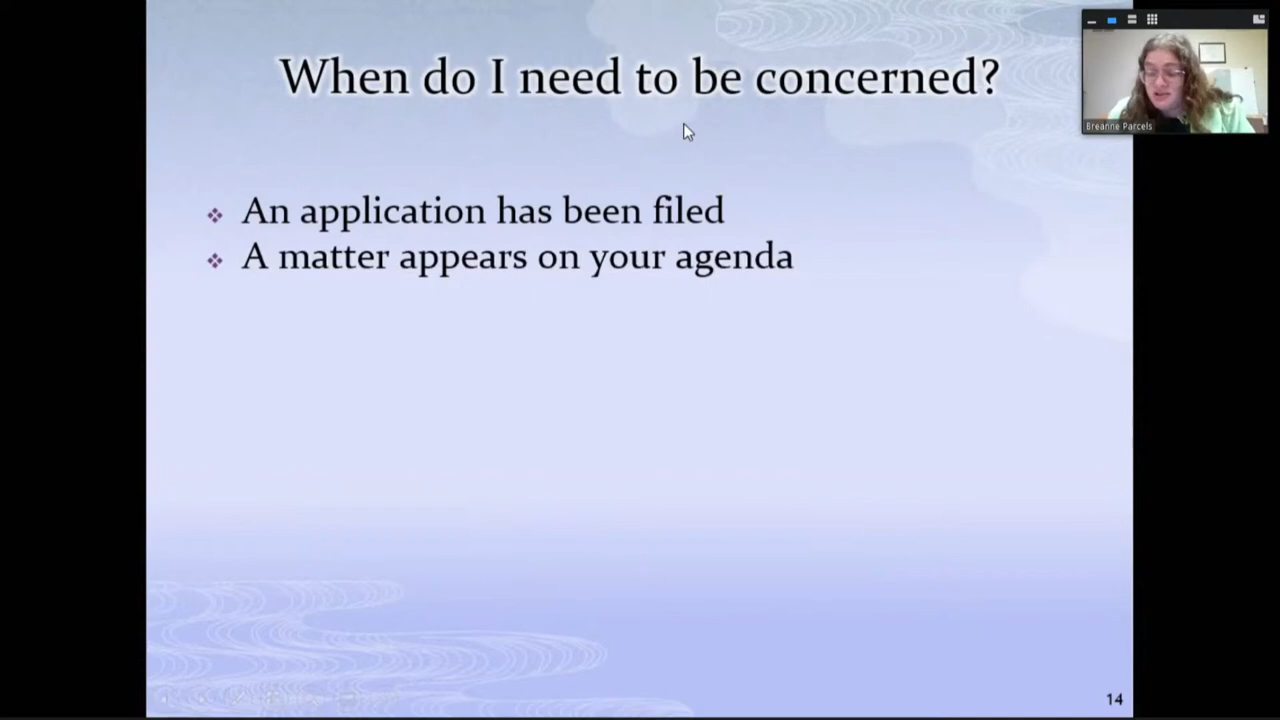 When do I need to be concerned?
Breanne Parcels
An application has been filed
A matter appears on your agenda
14